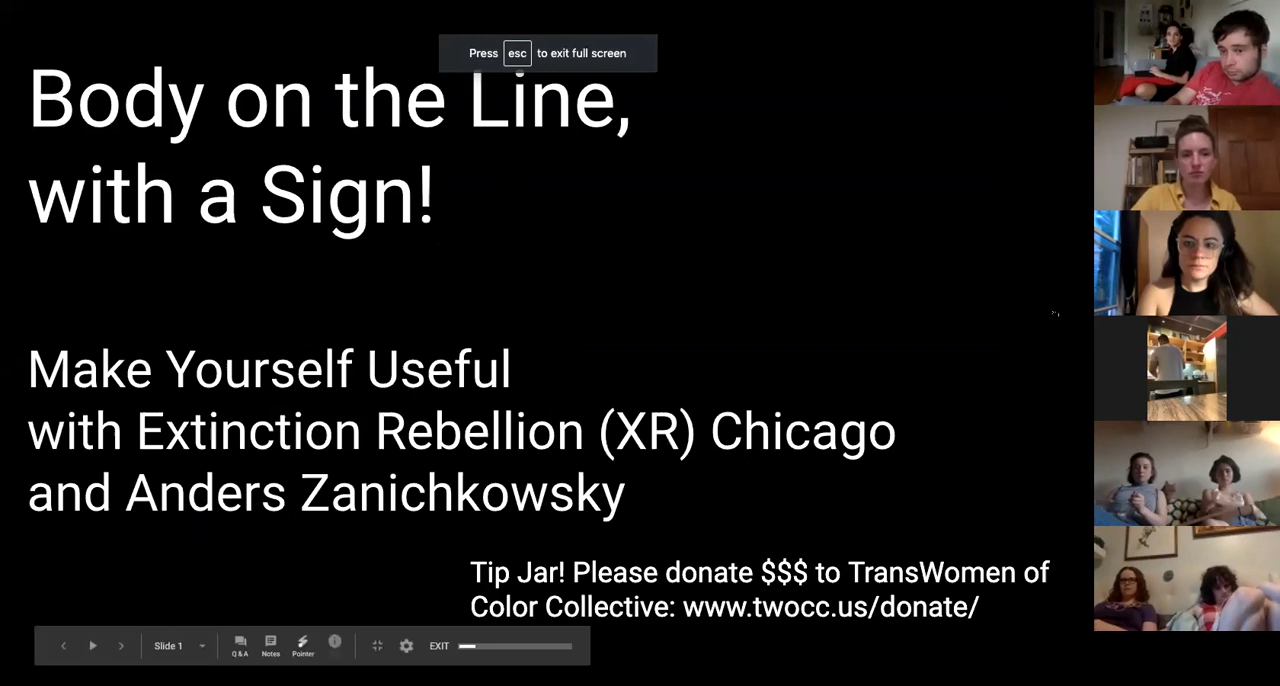 Press esc to exit full screen
Body on the Line,
with a Sign!
Make Yourself Useful
with Extinction Rebellion (XR) Chicago
and Anders Zanichkowsky
Tip Jar! Please donate $$$ to TransWomen of
Color Collective: www.twocc.us/donate/
Slide 1
Q & A
Notes
Pointer
EXIT